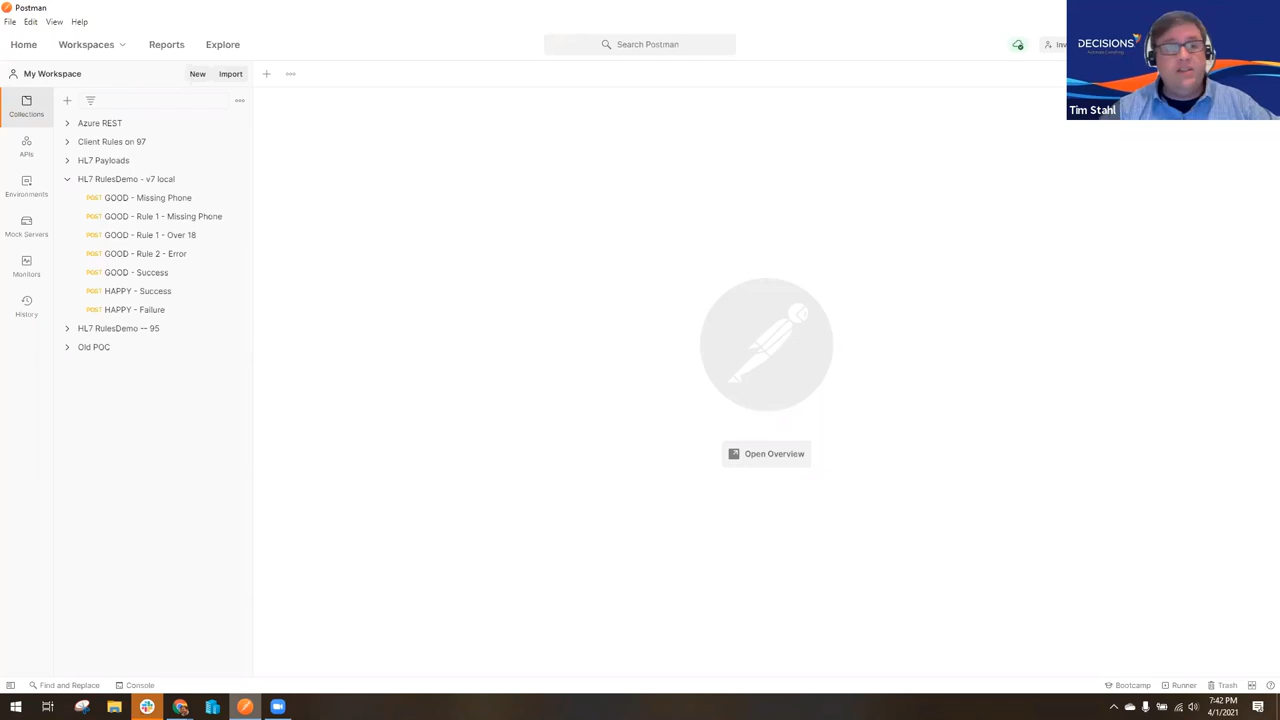 Postman
File Edit View Help
Home Workspaces Reports Explore
Search Postman
DECISIONS
Tim Stahl
My Workspace
New Import
Collections
APIs
Environments
Mock Servers
Monitors
History
Azure REST
Client Rules on 97
HL7 Payloads
HL7 RulesDemo - v7 local
POST GOOD - Missing Phone
POST GOOD - Rule 1 - Missing Phone
POST GOOD - Rule 1 - Over 18
POST GOOD - Rule 2 - Error
POST GOOD - Success
POST HAPPY - Success
POST HAPPY - Failure
HL7 RulesDemo -- 95
Old POC
Open Overview
Find and Replace Console
Bootcamp Runner Trash
7:42 PM
4/1/2021